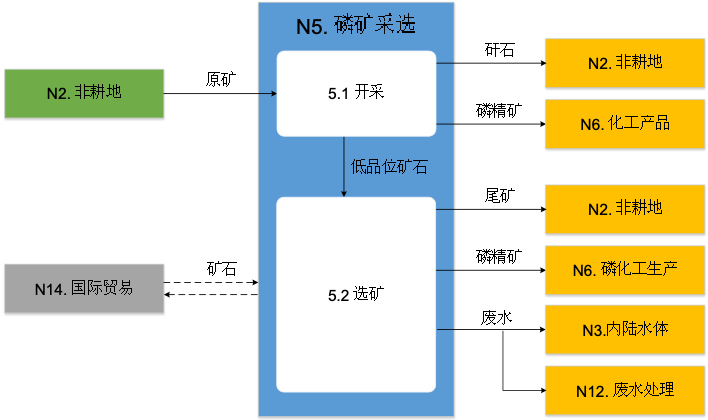 N5. 磷矿采选
N2. 非耕地
原矿
5.1 开采
矸石
N2. 非耕地
磷精矿
N6. 化工产品
低品位矿石
尾矿
N2. 非耕地
N14. 国际贸易
矿石
5.2 选矿
磷精矿
N6. 磷化工生产
废水
N3.内陆水体
N12. 废水处理